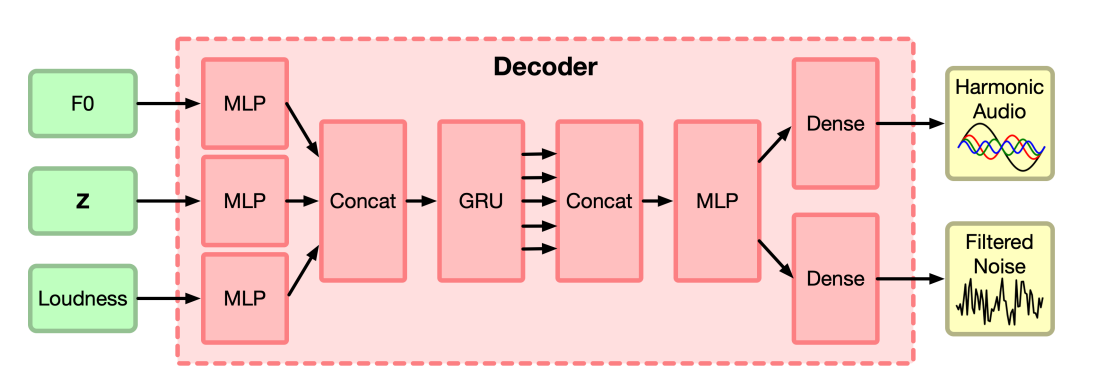 Decoder
F0
Z
Loudness
MLP
MLP
MLP
Concat
GRU
Concat
MLP
Dense
Dense
Harmonic
Audio
Filtered
Noise